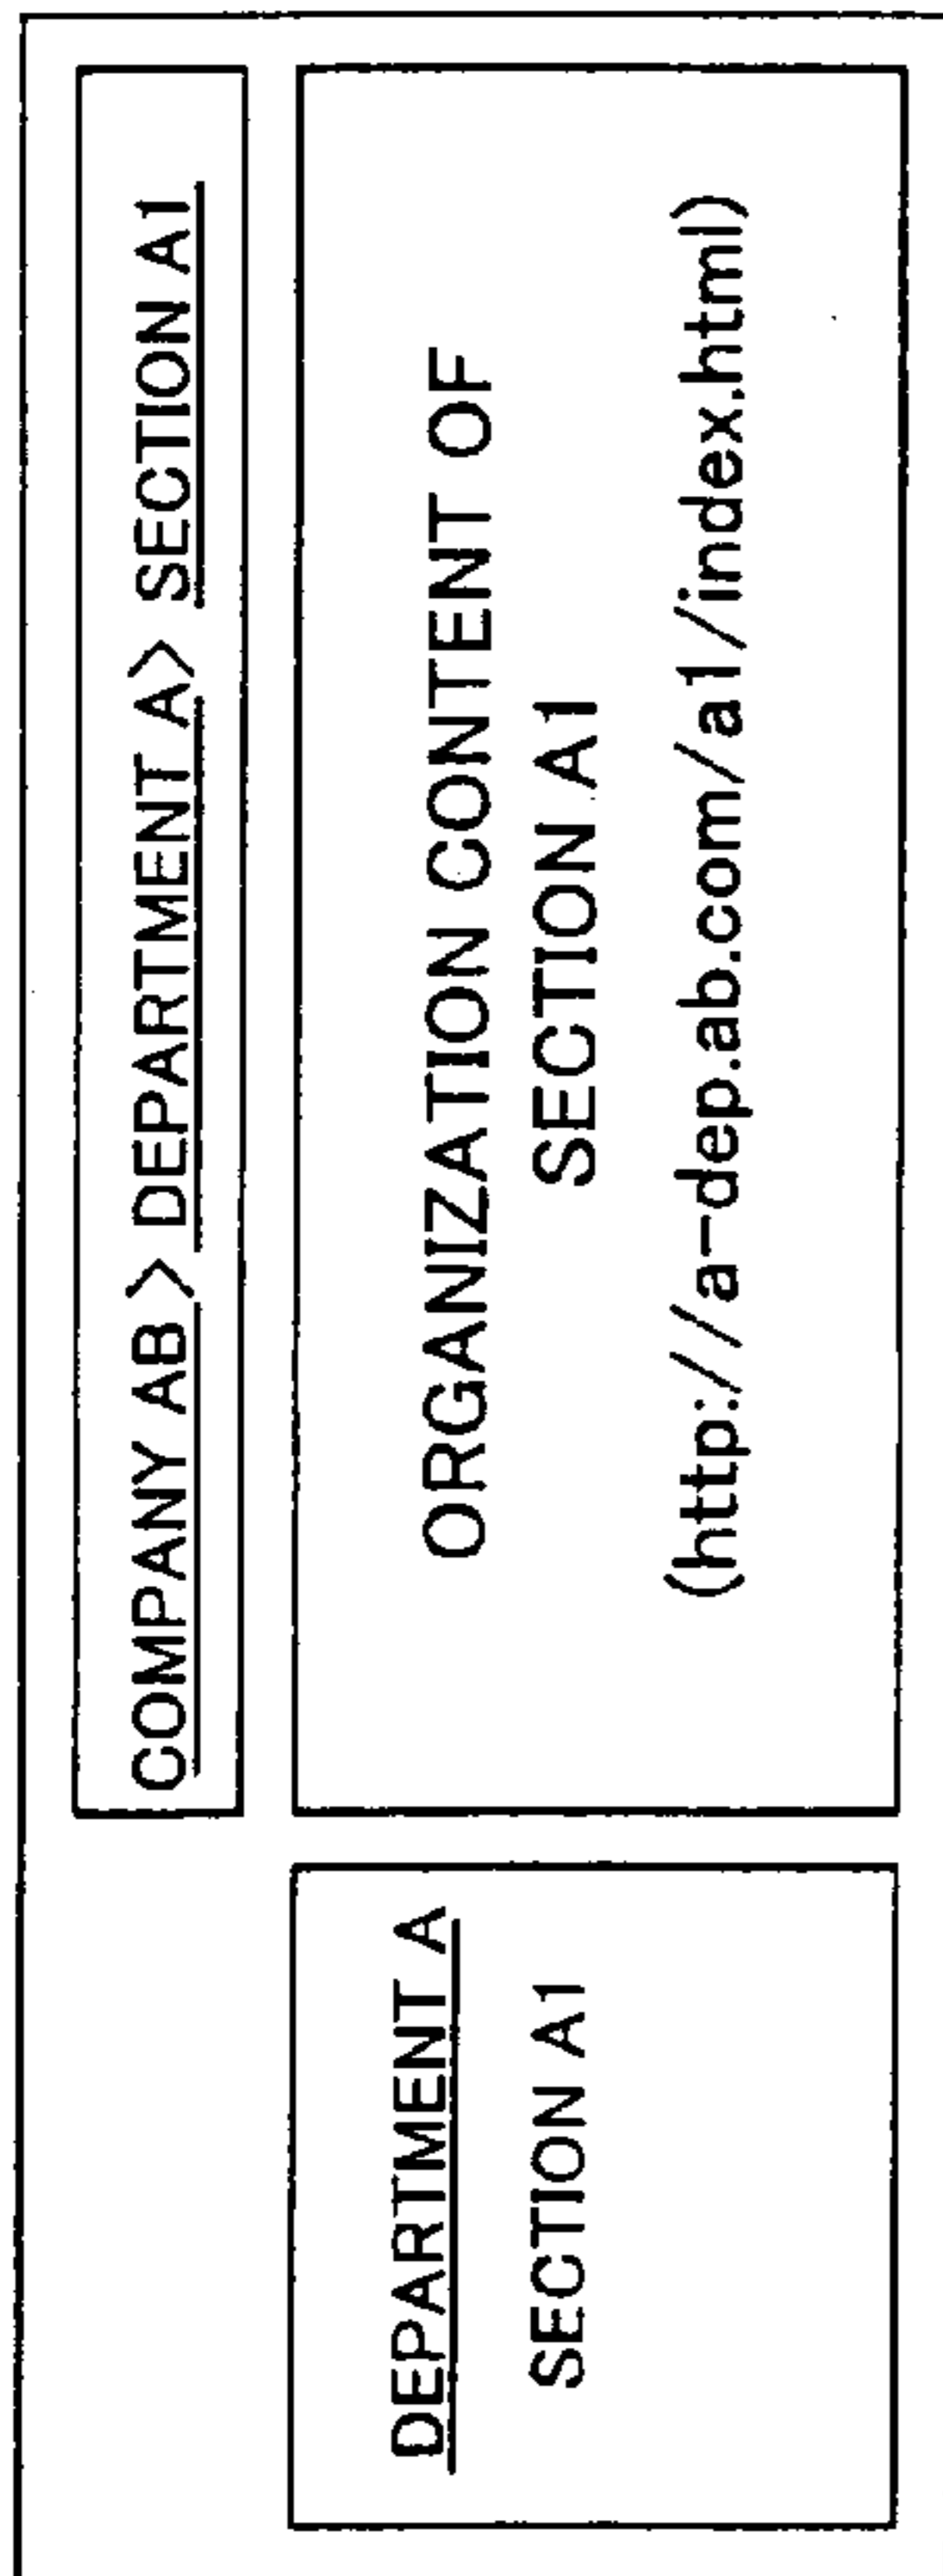 COMPANY AB > DEPARTMENT A> SECTION A1
DEPARTMENT A
SECTION A1
ORGANIZATION CONTENT OF
SECTION A1
(http://a-dep.ab.com/a1/index.html)